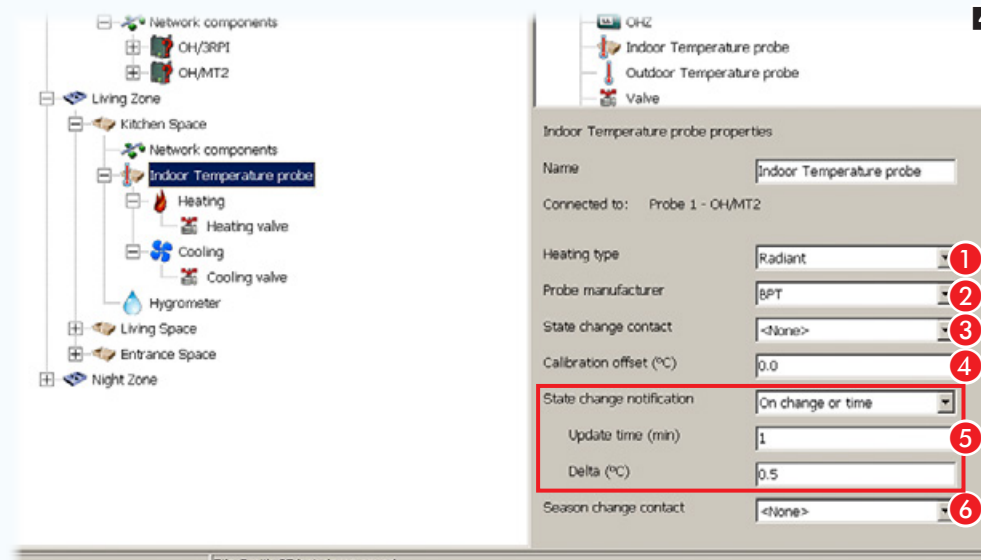 Network components
OH/3RPI
OH/MT2
Living Zone
Kitchen Space
Network components
Indoor Temperature probe
Heating
Heating valve
Cooling
Cooling valve
Hygrometer
Living Space
Entrance Space
Night Zone
OHZ
Indoor Temperature probe
Outdoor Temperature probe
Valve
Indoor Temperature probe properties
Name Indoor Temperature probe
Connected to: Probe 1 - OH/MT2
Heating type Radiant 1
Probe manufacturer BPT 2
State change contact <None> 3
Calibration offset (ºC) 0.0 4
State change notification On change or time
Update time (min) 1 5
Delta (ºC) 0.5
Season change contact <None> 6